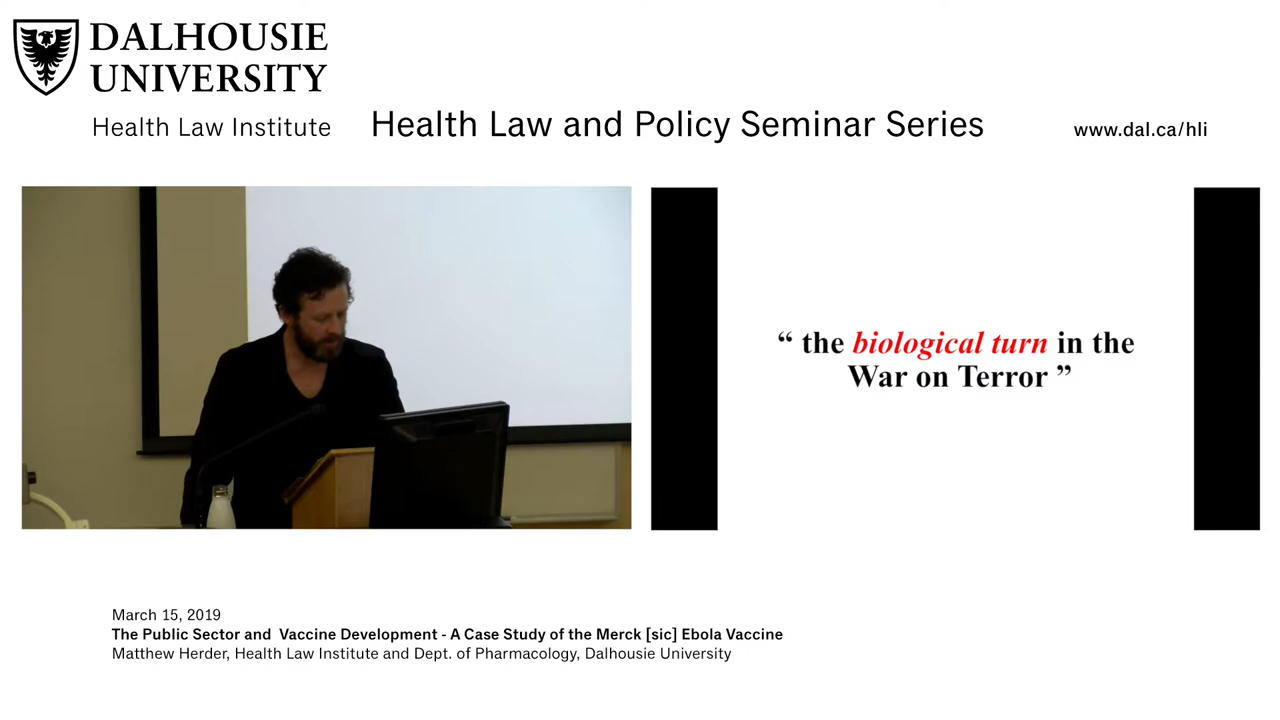 DALHOUSIE
UNIVERSITY
Health Law Institute
Health Law and Policy Seminar Series
www.dal.ca/hli
“ the biological turn in the
War on Terror ”
March 15, 2019
The Public Sector and  Vaccine Development - A Case Study of the Merck [sic] Ebola Vaccine
Matthew Herder, Health Law Institute and Dept. of Pharmacology, Dalhousie University